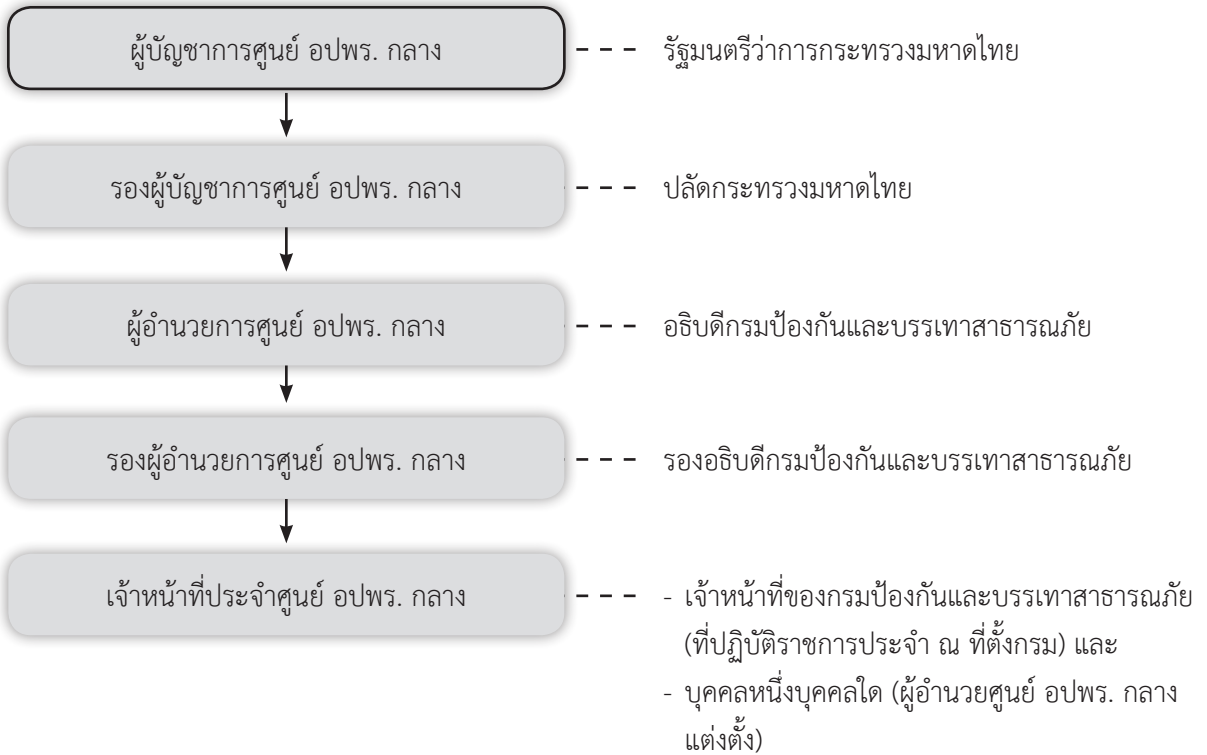 ผู้บัญชาการศูนย์ อปพร. กลาง
รัฐมนตรีว่าการกระทรวงมหาดไทย
รองผู้บัญชาการศูนย์ อปพร. กลาง
ปลัดกระทรวงมหาดไทย
ผู้อำนวยการศูนย์ อปพร. กลาง
อธิบดีกรมป้องกันและบรรเทาสาธารณภัย
รองผู้อำนวยการศูนย์ อปพร. กลาง
รองอธิบดีกรมป้องกันและบรรเทาสาธารณภัย
เจ้าหน้าที่ประจำศูนย์ อปพร. กลาง
- เจ้าหน้าที่ของกรมป้องกันและบรรเทาสาธารณภัย
(ที่ปฏิบัติราชการประจำ ณ ที่ตั้งกรม) และ
- บุคคลหนึ่งบุคคลใด (ผู้อำนวยศูนย์ อปพร. กลาง
แต่งตั้ง)